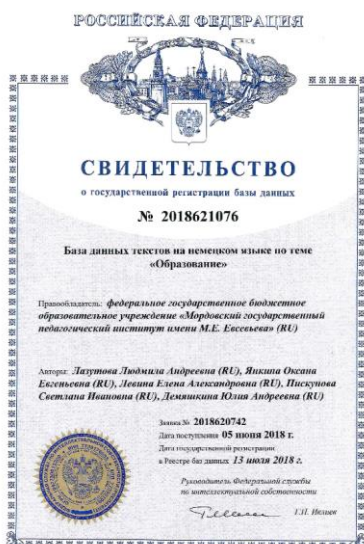 РОССИЙСКАЯ ФЕДЕРАЦИЯ
СВИДЕТЕЛЬСТВО
о государственной регистрации базы данных
№ 2018621076
База данных текстов на немецком языке по теме
«Образование»
Правообладатель: федеральное государственное бюджетное
образовательное учреждение «Мордовский государственный
педагогический институт имени М.Е. Евсевьева» (RU)
Авторы: Лазутова Людмила Андреевна (RU), Янкина Оксана
Евгеньевна (RU), Левина Елена Александровна (RU), Пискунова
Светлана Ивановна (RU), Демяшкина Юлия Андреевна (RU)
Заявка № 2018620742
Дата поступления 05 июня 2018 г.
Дата государственной регистрации
в Реестре баз данных 13 июля 2018 г.
Руководитель Федеральной службы
по интеллектуальной собственности
Г.П. Ивлиев